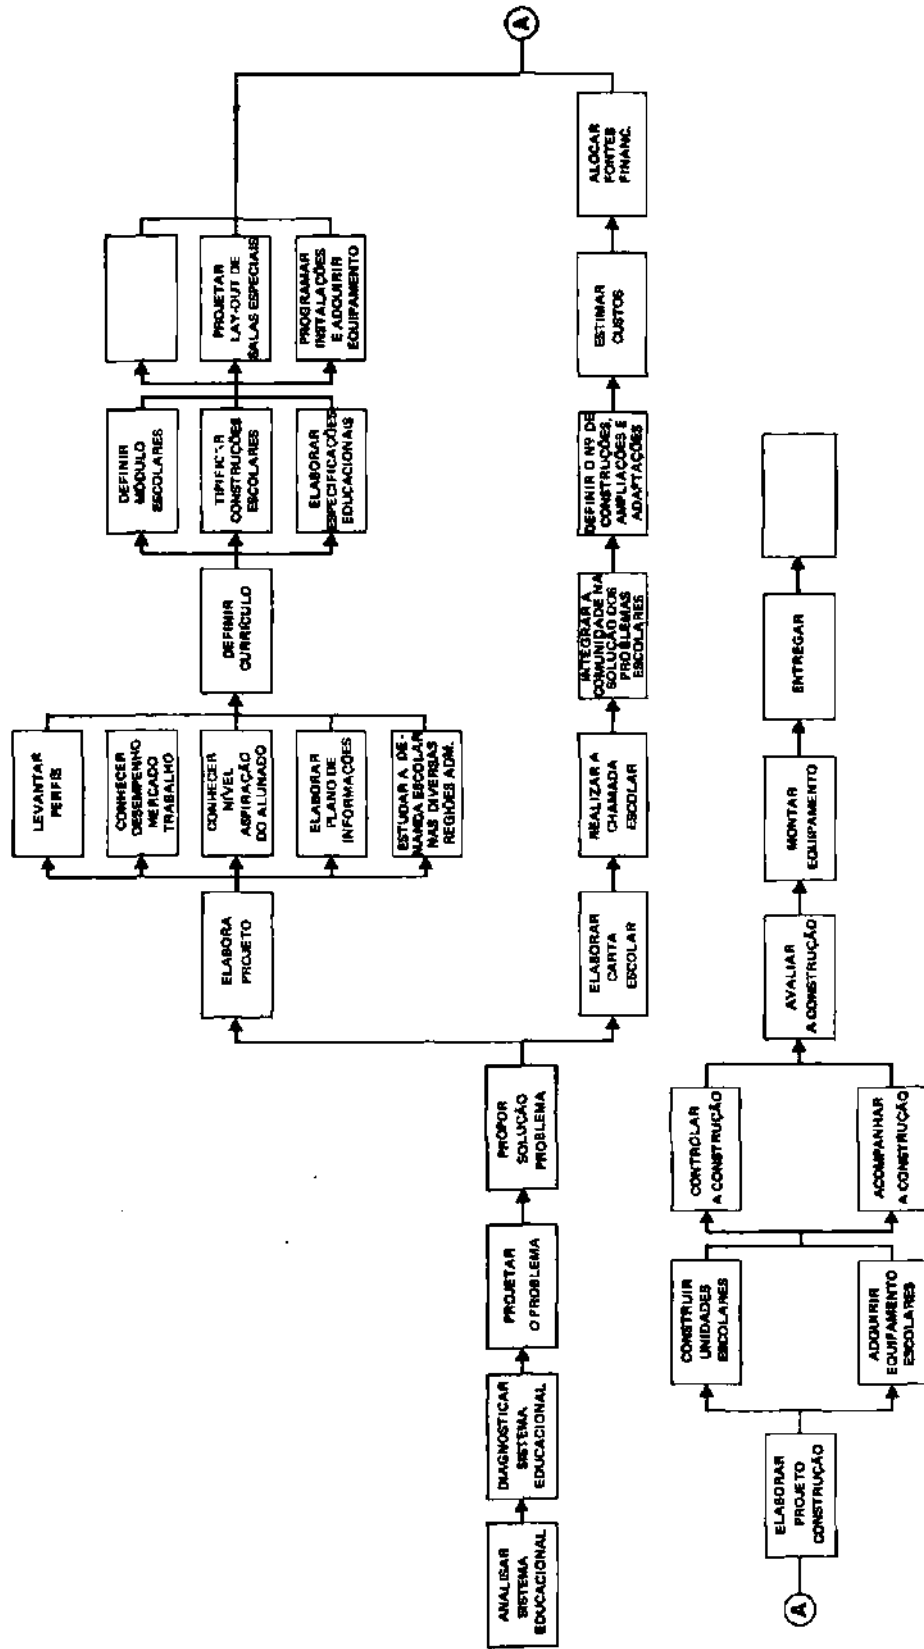 ANALISAR
SISTEMA
EDUCACIONAL
DIAGNOSTICAR
SISTEMA
EDUCACIONAL
PROJETAR
O PROBLEMA
PROPOR
SOLUÇÃO
PROBLEMA
ELABORA
PROJETO
LEVANTAR
PERFIS
CONHECER
DESEMPENHO
MERCADO
TRABALHO
CONHECER
NÍVEL
ASPIRAÇÃO
DO ALUNADO
ELABORAR
PLANO DE
INFORMAÇÕES
ESTUDAR A DE-
MANDA ESCOLAR
NAS DIVERSAS
REGIÕES ADM.
DEFINIR
CURRÍCULO
DEFINIR
MÓDULO
ESCOLARES
TIPIFICAR
CONSTRUÇÕES
ESCOLARES
ELABORAR
ESPECIFICAÇÕES
EDUCACIONAIS
PROJETAR
LAY-OUT DE
SALAS ESPECIAIS
PROGRAMAR
INSTALAÇÕES
E ADQUIRIR
EQUIPAMENTO
ELABORAR
CARTA
ESCOLAR
REALIZAR A
CHAMADA
ESCOLAR
INTEGRAR A
COMUNIDADE NA
SOLUÇÃO DOS
PROBLEMAS
ESCOLARES
DEFINIR O Nº DE
CONSTRUÇÕES,
AMPLIAÇÕES E
ADAPTAÇÕES
ESTIMAR
CUSTOS
ALOCAR
FONTES
FINANC.
A
A
ELABORAR
PROJETO
CONSTRUÇÃO
CONSTRUIR
UNIDADES
ESCOLARES
ADQUIRIR
EQUIPAMENTO
ESCOLARES
CONTROLAR
A CONSTRUÇÃO
ACOMPANHAR
A CONSTRUÇÃO
AVALIAR
A CONSTRUÇÃO
MONTAR
EQUIPAMENTO
ENTREGAR